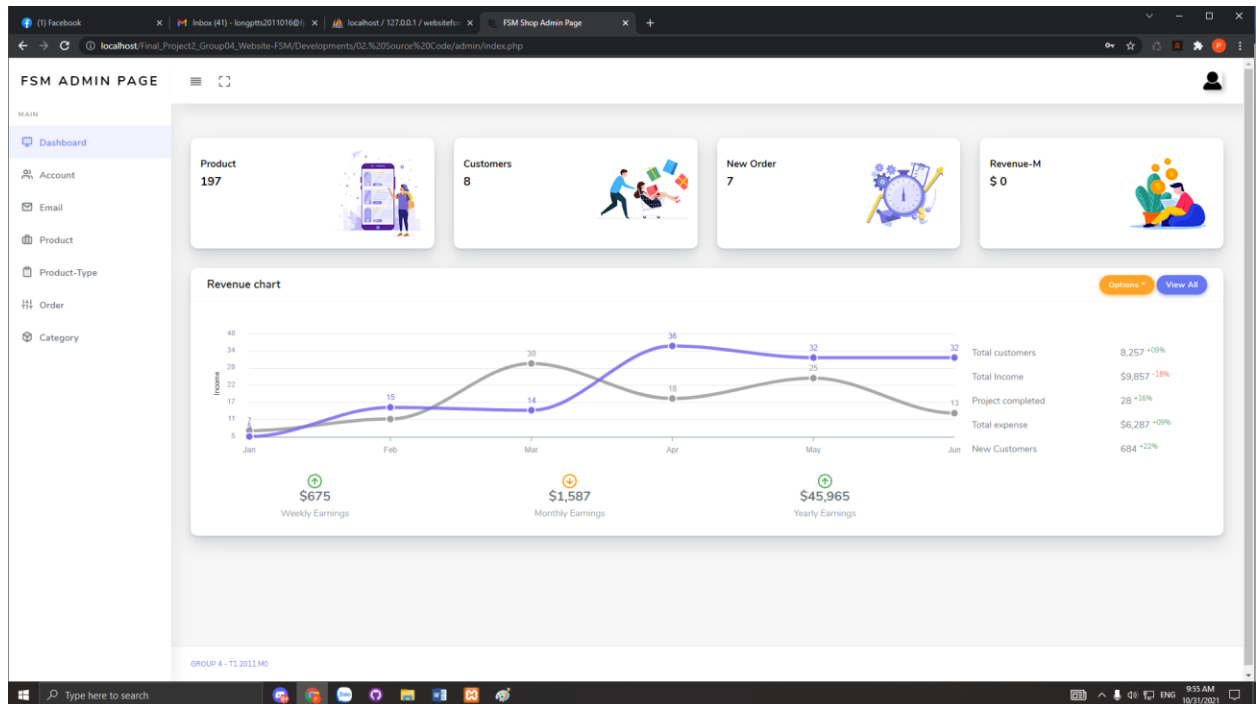 (1) Facebook
Inbox (41) - longptts2011016@f
localhost / 127.0.0.1 / websitefsm
FSM Shop Admin Page
localhost/Final_Project2_Group04_Website-FSM/Developments/02.%20Source%20Code/admin/index.php
FSM ADMIN PAGE
MAIN
Dashboard
Account
Email
Product
Product-Type
Order
Category
Product
197
Customers
8
New Order
7
Revenue-M
$ 0
Revenue chart
Options
View All
Income
40
34
28
22
17
11
5
7
15
30
14
36
18
32
25
32
13
Jan
Feb
Mar
Apr
May
Jun
Total customers 8,257 +09%
Total Income $9,857 -18%
Project completed 28 +16%
Total expense $6,287 +09%
New Customers 684 +22%
$675
Weekly Earnings
$1,587
Monthly Earnings
$45,965
Yearly Earnings
GROUP 4 - T1.2011.M0
Type here to search
Zalo
ENG
9:55 AM
10/31/2021